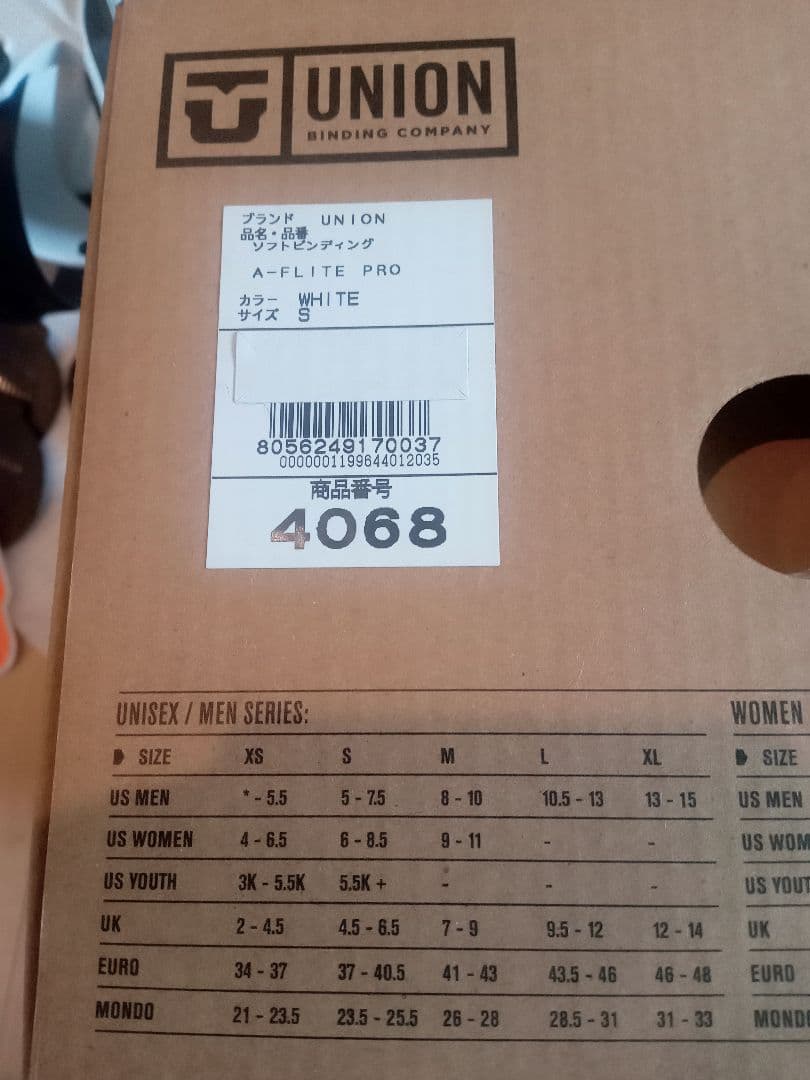 UNION
BINDING COMPANY
ブランド UNION
品名・品番
ソフトビンディング
A-FLITE PRO
カラー WHITE
サイズ S
8056249170037
0000001199644012035
商品番号
4068
UNISEX / MEN SERIES:
SIZE XS S M L XL
US MEN * - 5.5 5 - 7.5 8 - 10 10.5 - 13 13 - 15
US WOMEN 4 - 6.5 6 - 8.5 9 - 11 - -
US YOUTH 3K - 5.5K 5.5K + - - -
UK 2 - 4.5 4.5 - 6.5 7 - 9 9.5 - 12 12 - 14
EURO 34 - 37 37 - 40.5 41 - 43 43.5 - 46 46 - 48
MONDO 21 - 23.5 23.5 - 25.5 26 - 28 28.5 - 31 31 - 33
WOMEN
SIZE
US MEN
US WOM
US YOUT
UK
EURO
MONDO